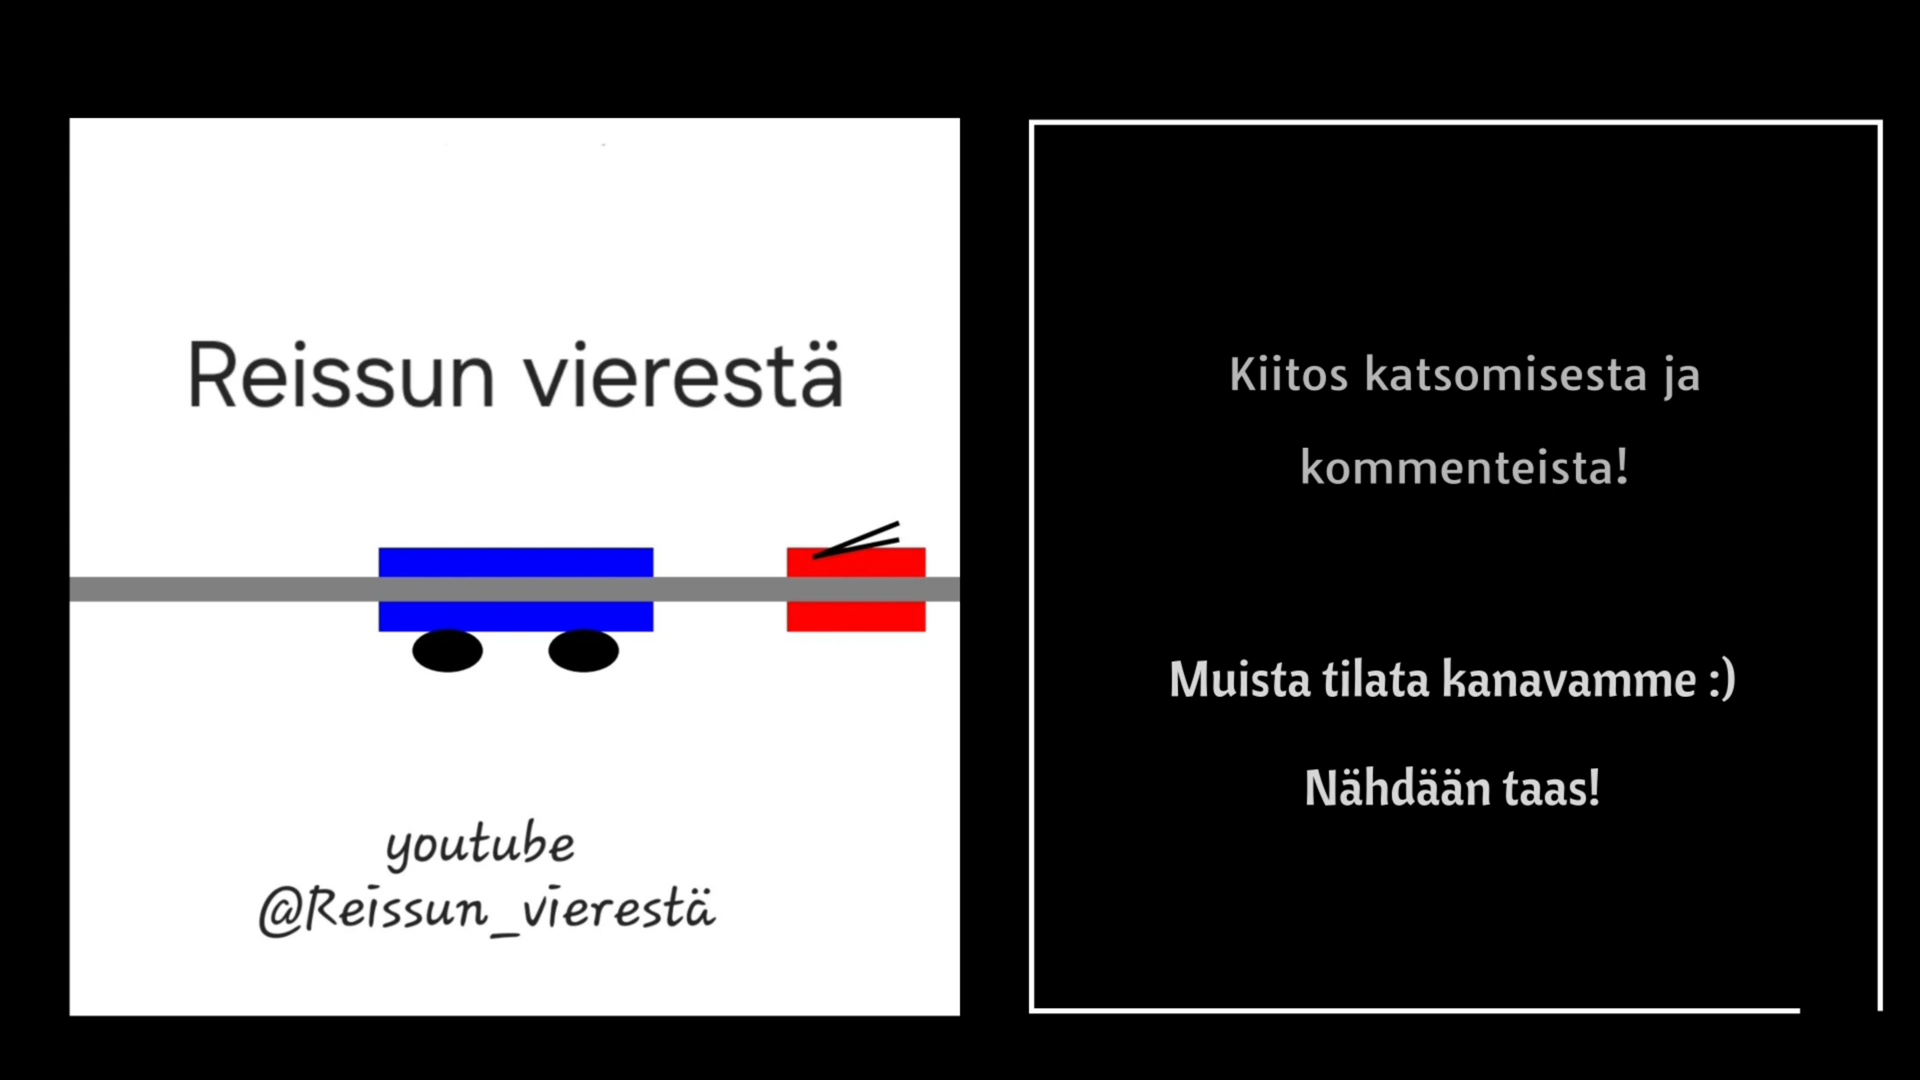 Reissun vierestä
youtube
@Reissun_vierestä
Kiitos katsomisesta ja
kommenteista!
Muista tilata kanavamme :)
Nähdään taas!